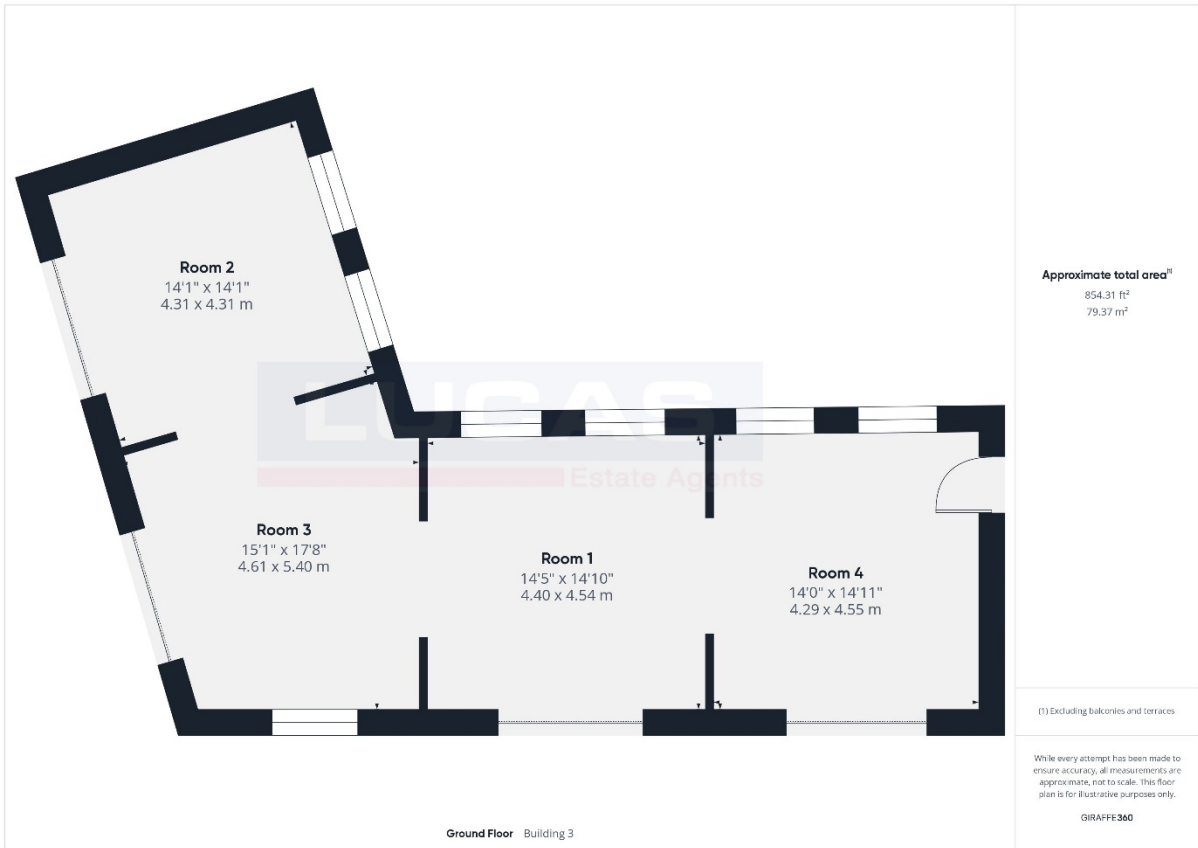 Room 2
14'1" x 14'1"
4.31 x 4.31 m
LUCAS
Estate Agents
Room 3
15'1" x 17'8"
4.61 x 5.40 m
Room 1
14'5" x 14'10"
4.40 x 4.54 m
Room 4
14'0" x 14'11"
4.29 x 4.55 m
Ground Floor Building 3
Approximate total area(1)
854.31 ft²
79.37 m²
(1) Excluding balconies and terraces
While every attempt has been made to
ensure accuracy, all measurements are
approximate, not to scale. This floor
plan is for illustrative purposes only.
GIRAFFE360